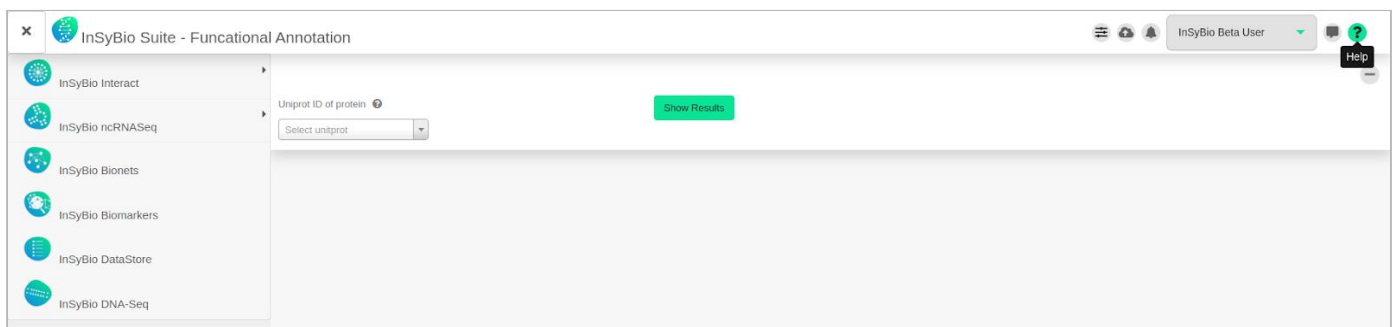 InSyBio Suite - Funcational Annotation
InSyBio Beta User
Help
InSyBio Interact
InSyBio ncRNASeq
InSyBio Bionets
InSyBio Biomarkers
InSyBio DataStore
InSyBio DNA-Seq
Uniprot ID of protein
Select unitprot
Show Results